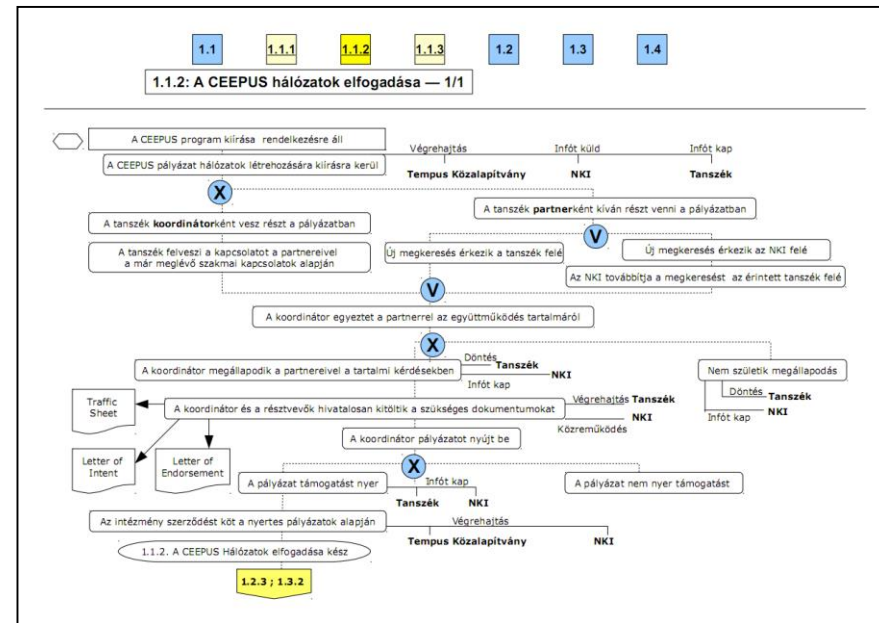 1.1 1.1.1 1.1.2 1.1.3 1.2 1.3 1.4
1.1.2: A CEEPUS hálózatok elfogadása — 1/1
A CEEPUS program kiírása rendelkezésre áll
A CEEPUS pályázat hálózatok létrehozására kiírásra kerül
Végrehajtás
Tempus Közalapítvány
Infót küld
NKI
Infót kap
Tanszék
X
A tanszék koordinátorként vesz részt a pályázatban
A tanszék partnerként kíván részt venni a pályázatban
V
A tanszék felveszi a kapcsolatot a partnereivel
a már meglévő szakmai kapcsolatok alapján
Új megkeresés érkezik a tanszék felé
Új megkeresés érkezik az NKI felé
Az NKI továbbítja a megkeresést az érintett tanszék felé
V
A koordinátor egyeztet a partnerrel az együttműködés tartalmáról
X
A koordinátor megállapodik a partnereivel a tartalmi kérdésekben
Döntés
Tanszék
NKI
Infót kap
Nem születik megállapodás
Döntés
Tanszék
Infót kap
NKI
Traffic
Sheet
A koordinátor és a résztvevők hivatalosan kitöltik a szükséges dokumentumokat
Végrehajtás
Tanszék
NKI
Közreműködés
A koordinátor pályázatot nyújt be
Letter of
Intent
Letter of
Endorsement
X
A pályázat támogatást nyer
Infót kap
Tanszék
NKI
A pályázat nem nyer támogatást
Az intézmény szerződést köt a nyertes pályázatok alapján
Végrehajtás
Tempus Közalapítvány
NKI
1.1.2. A CEEPUS Hálózatok elfogadása kész
1.2.3 ; 1.3.2